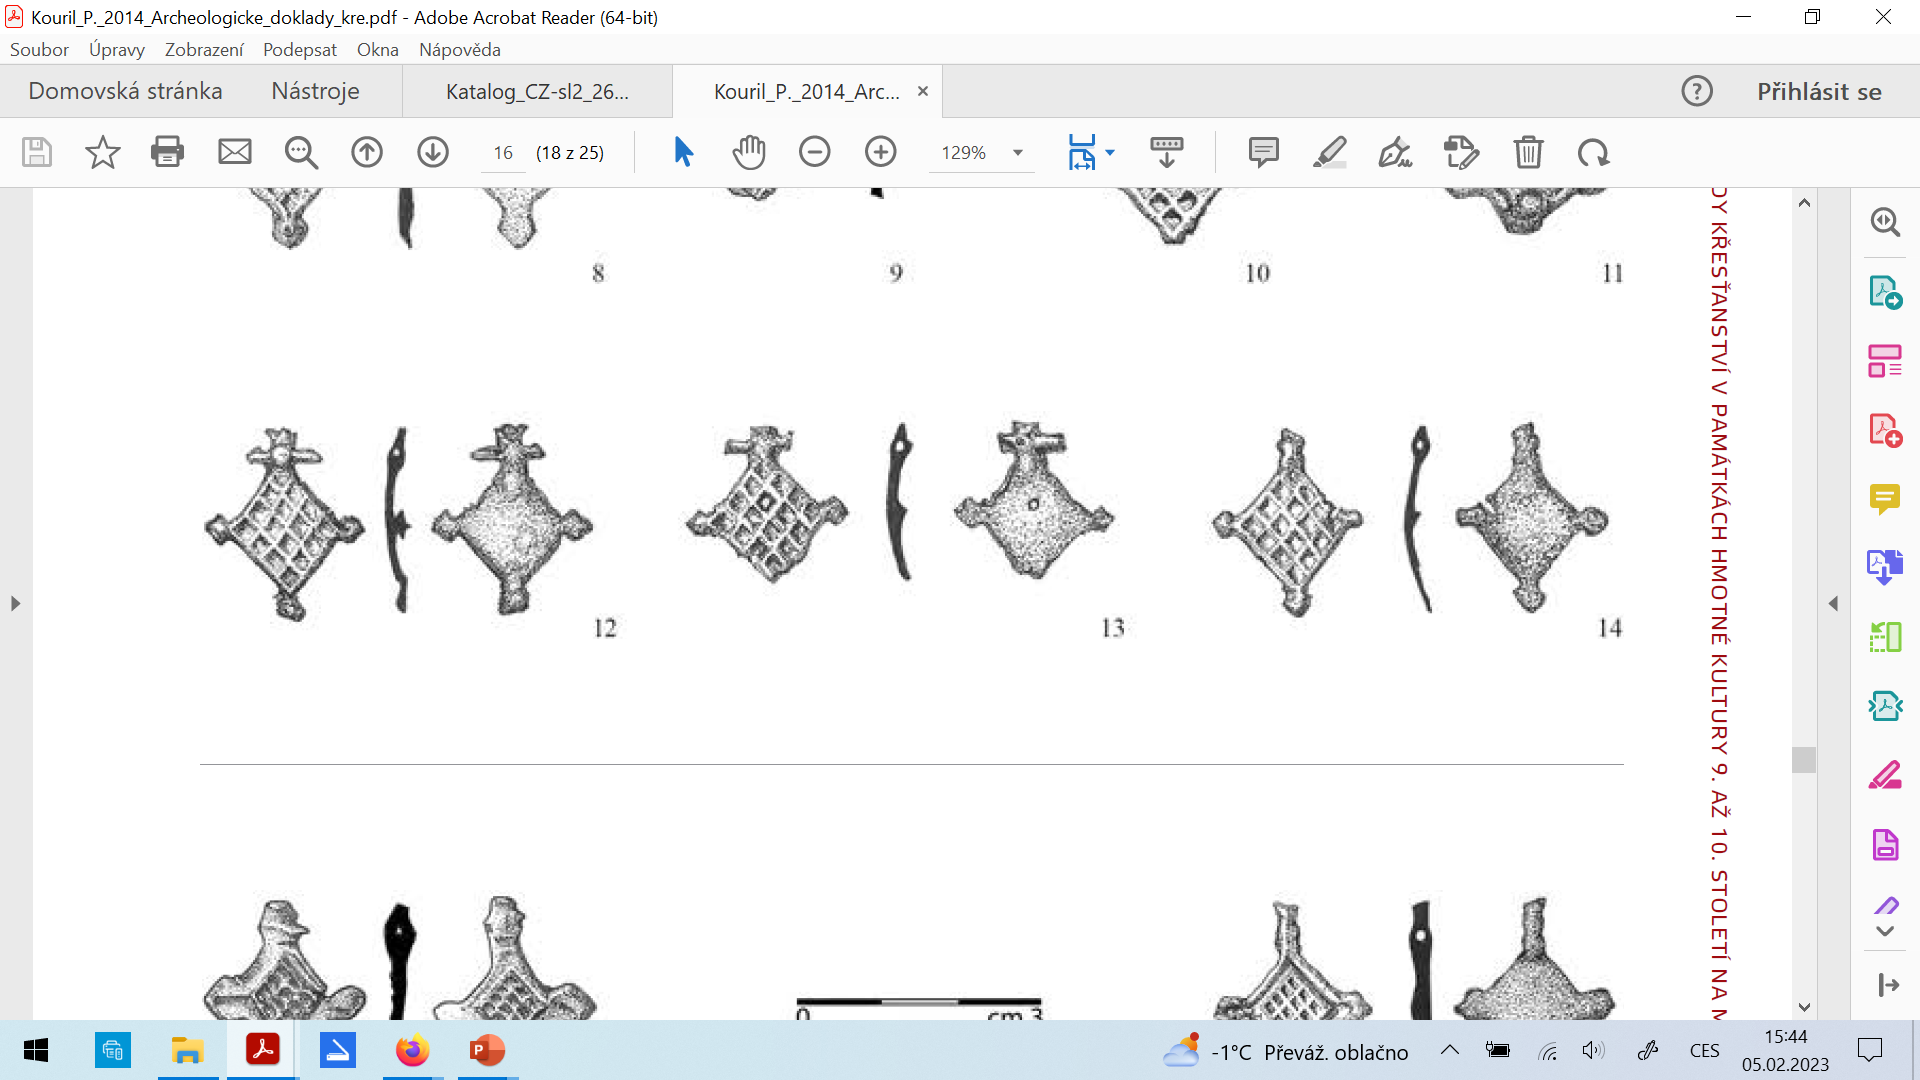 Kouril_P._2014_Archeologicke_doklady_kre.pdf - Adobe Acrobat Reader (64-bit)
Soubor Úpravy Zobrazení Podepsat Okna Nápověda
Domovská stránka Nástroje Katalog_CZ-sl2_26... Kouril_P._2014_Arc... × ? Přihlásit se
16 (18 z 25) 129%
8 9 10 11
12 13 14
DY KŘESŤANSTVÍ V PAMÁTKÁCH HMOTNÉ KULTURY 9. AŽ 10. STOLETÍ NA M
0 cm 3
-1°C Převáž. oblačno CES 15:44
05.02.2023